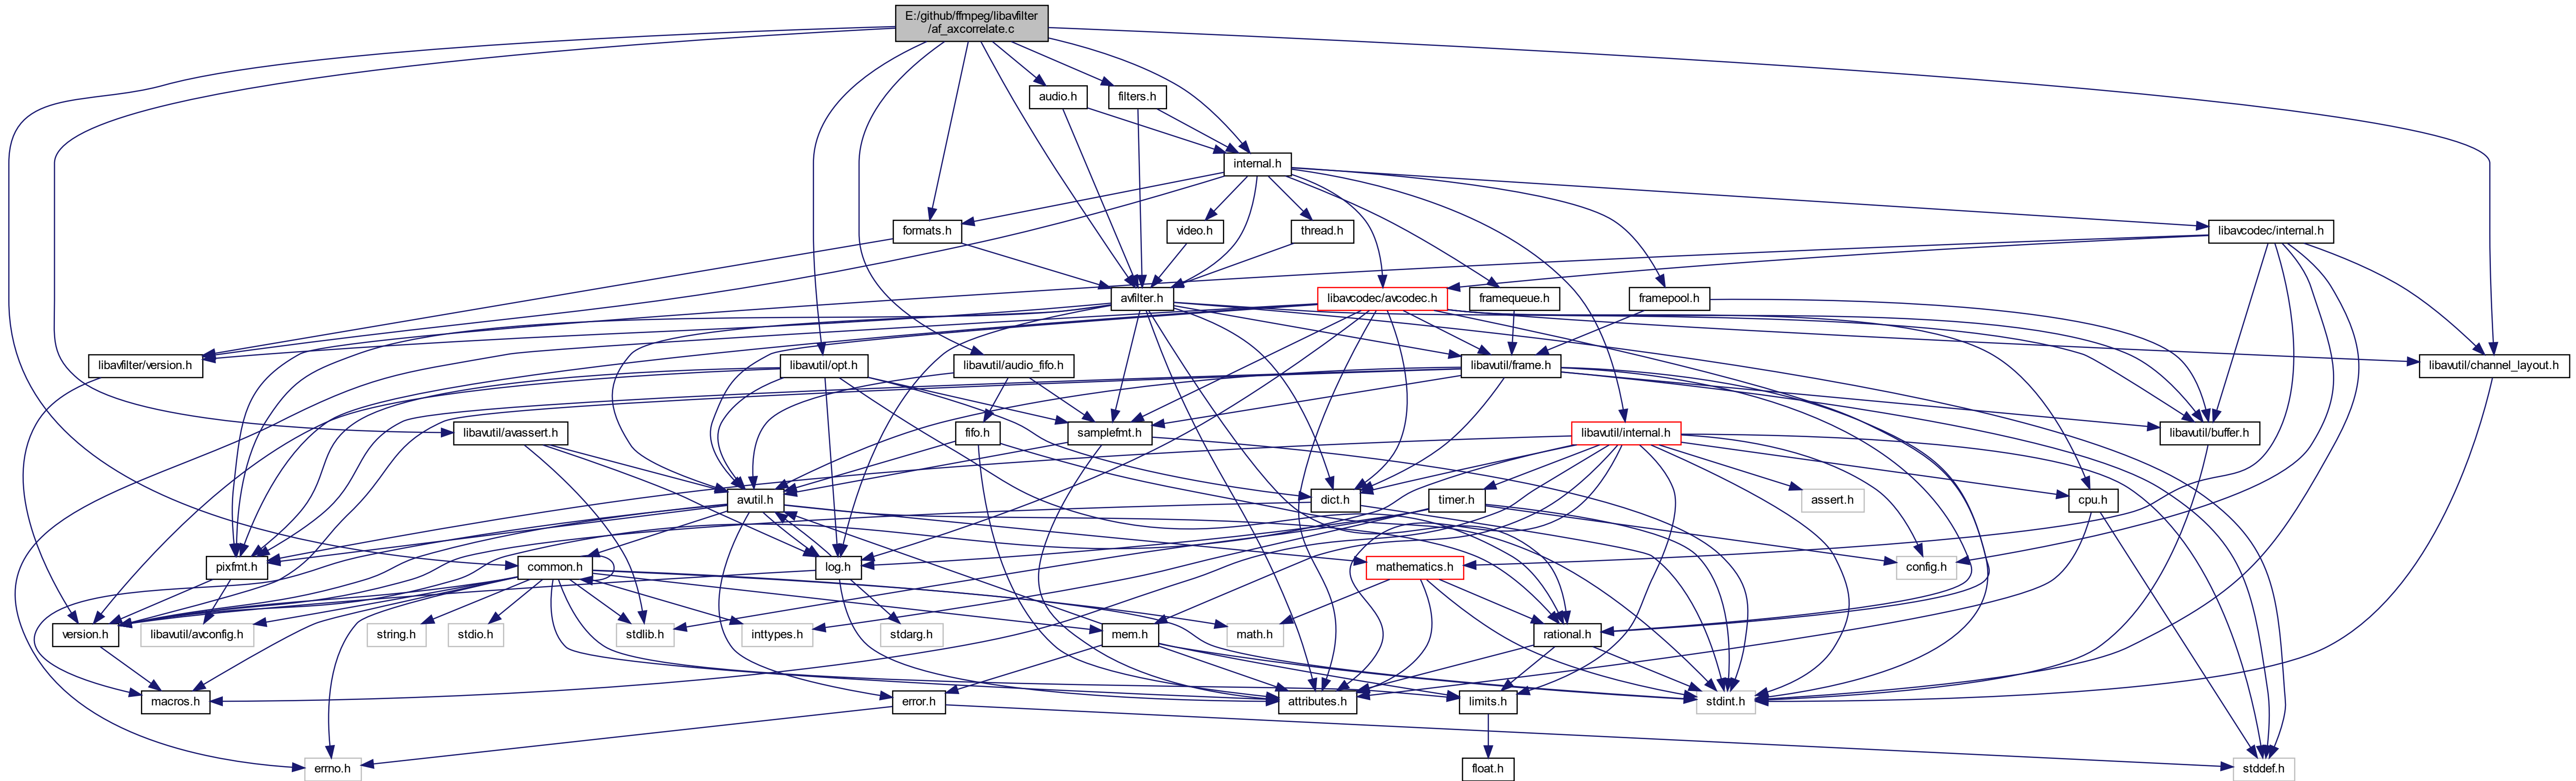 E:/github/ffmpeg/libavfilter
/af_axcorrelate.c
audio.h
filters.h
internal.h
formats.h
video.h
thread.h
libavcodec/internal.h
avfilter.h
libavcodec/avcodec.h
framequeue.h
framepool.h
libavfilter/version.h
libavutil/opt.h
libavutil/audio_fifo.h
libavutil/frame.h
libavutil/channel_layout.h
libavutil/avassert.h
fifo.h
samplefmt.h
libavutil/internal.h
libavutil/buffer.h
avutil.h
dict.h
timer.h
assert.h
cpu.h
pixfmt.h
common.h
log.h
mathematics.h
config.h
version.h
libavutil/avconfig.h
string.h
stdio.h
stdlib.h
inttypes.h
stdarg.h
mem.h
math.h
rational.h
macros.h
error.h
attributes.h
limits.h
stdint.h
errno.h
float.h
stddef.h